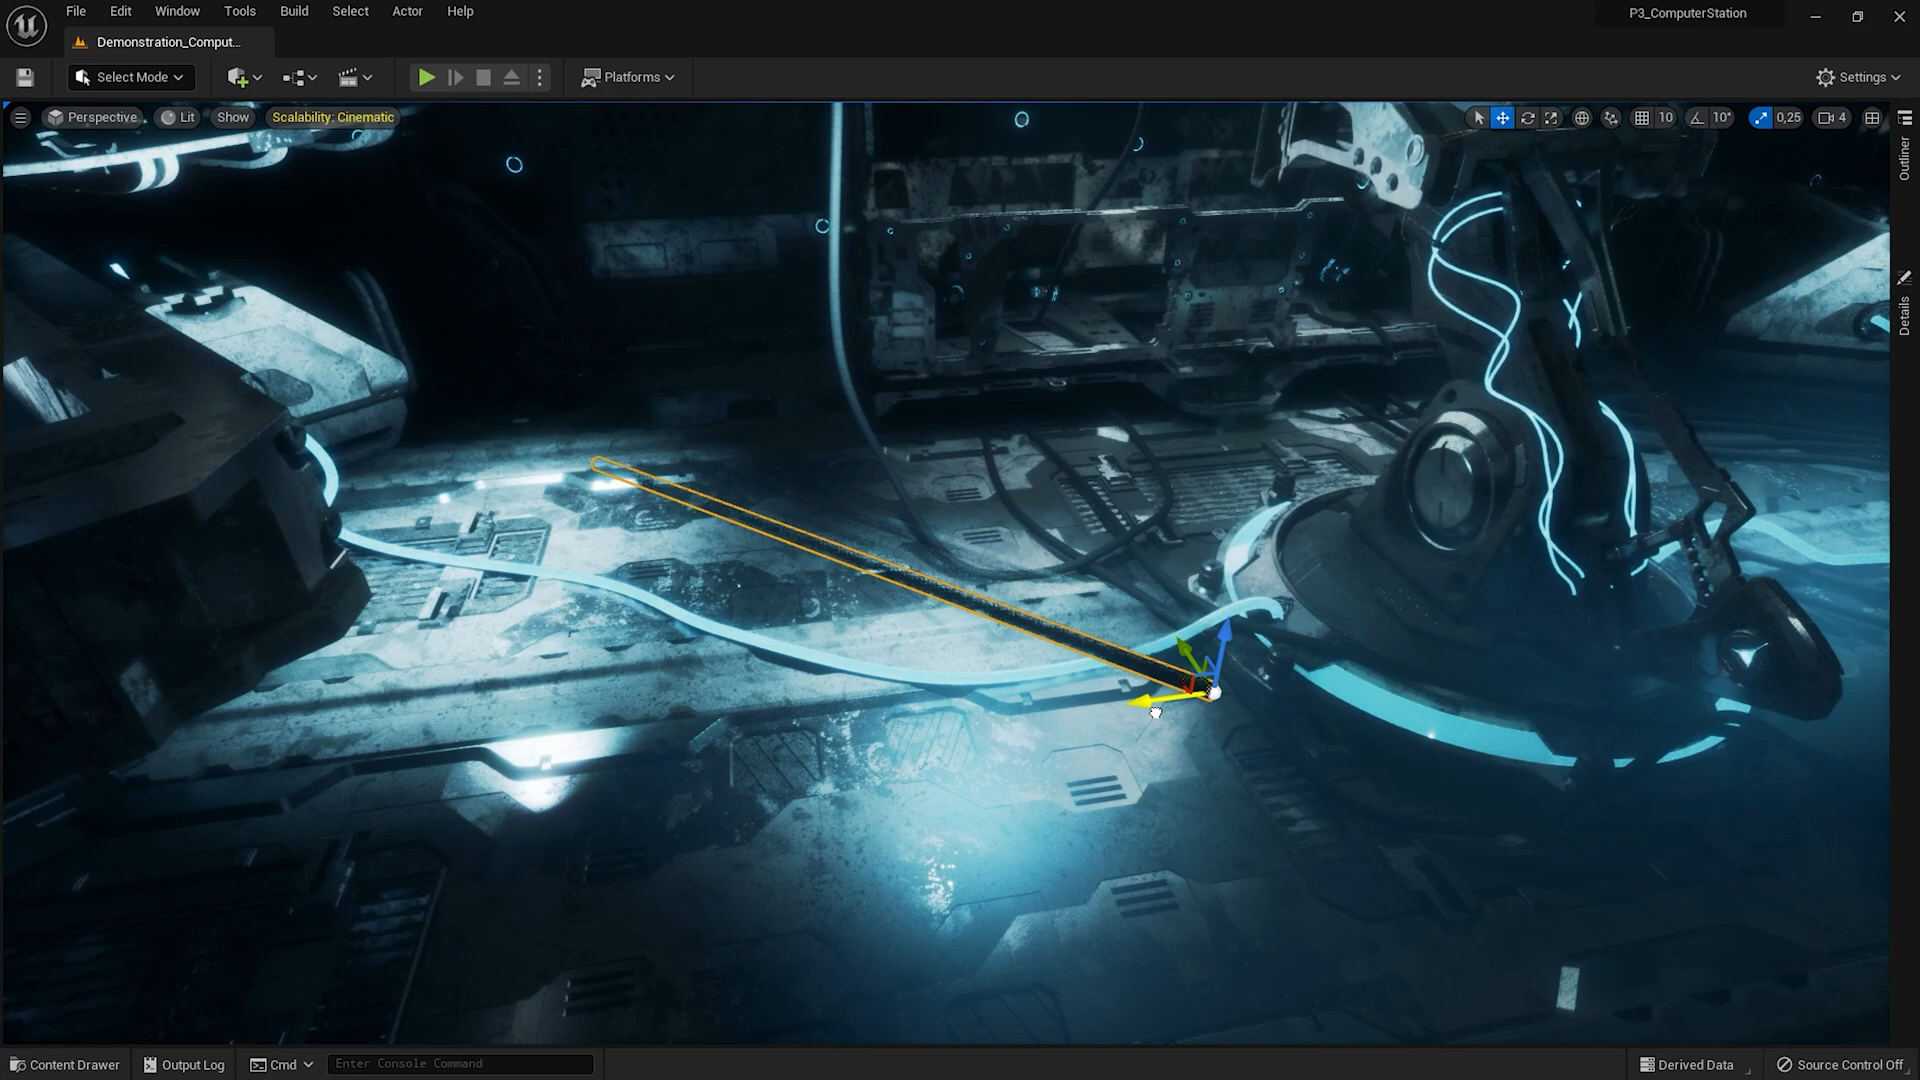 File Edit Window Tools Build Select Actor Help
P3_ComputerStation
Demonstration_Comput...
Select Mode
Platforms
Settings
Perspective Lit Show Scalability: Cinematic
10 10° 0,25 4
Outliner
Details
Content Drawer Output Log Cmd Enter Console Command
Derived Data Source Control Off